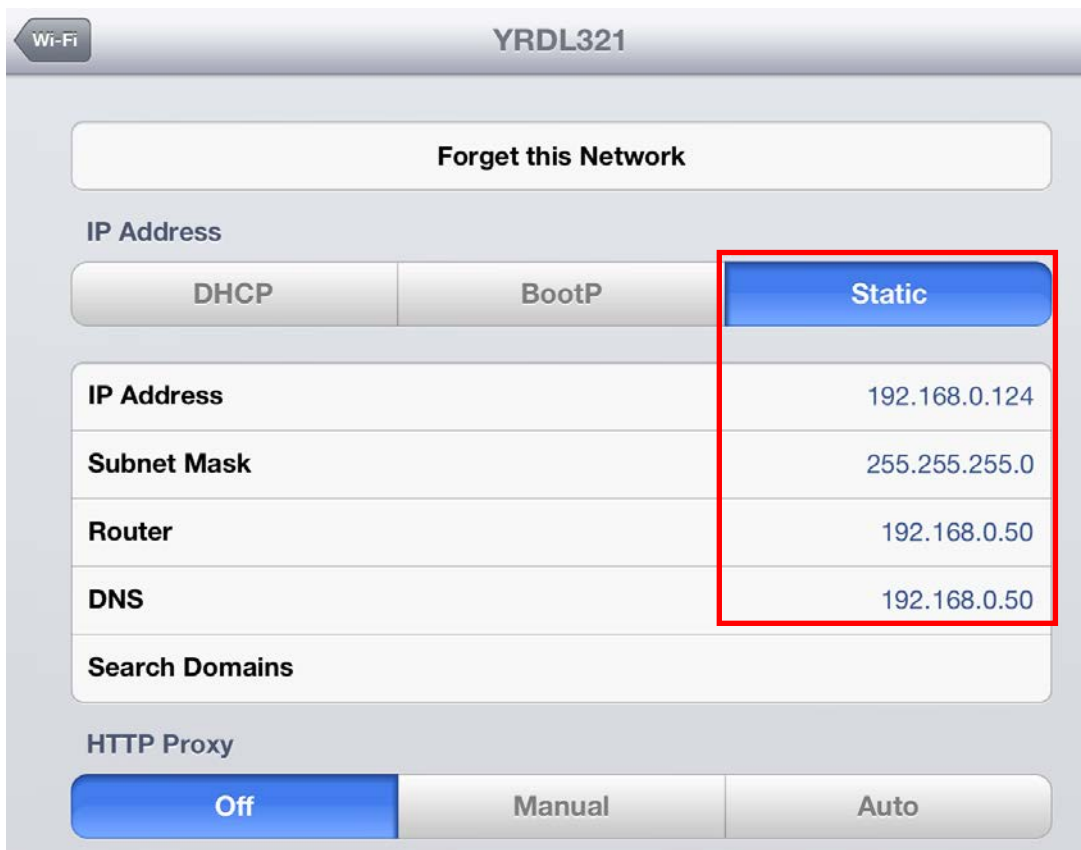 Wi-Fi YRDL321
Forget this Network
IP Address
DHCP BootP Static
IP Address 192.168.0.124
Subnet Mask 255.255.255.0
Router 192.168.0.50
DNS 192.168.0.50
Search Domains
HTTP Proxy
Off Manual Auto